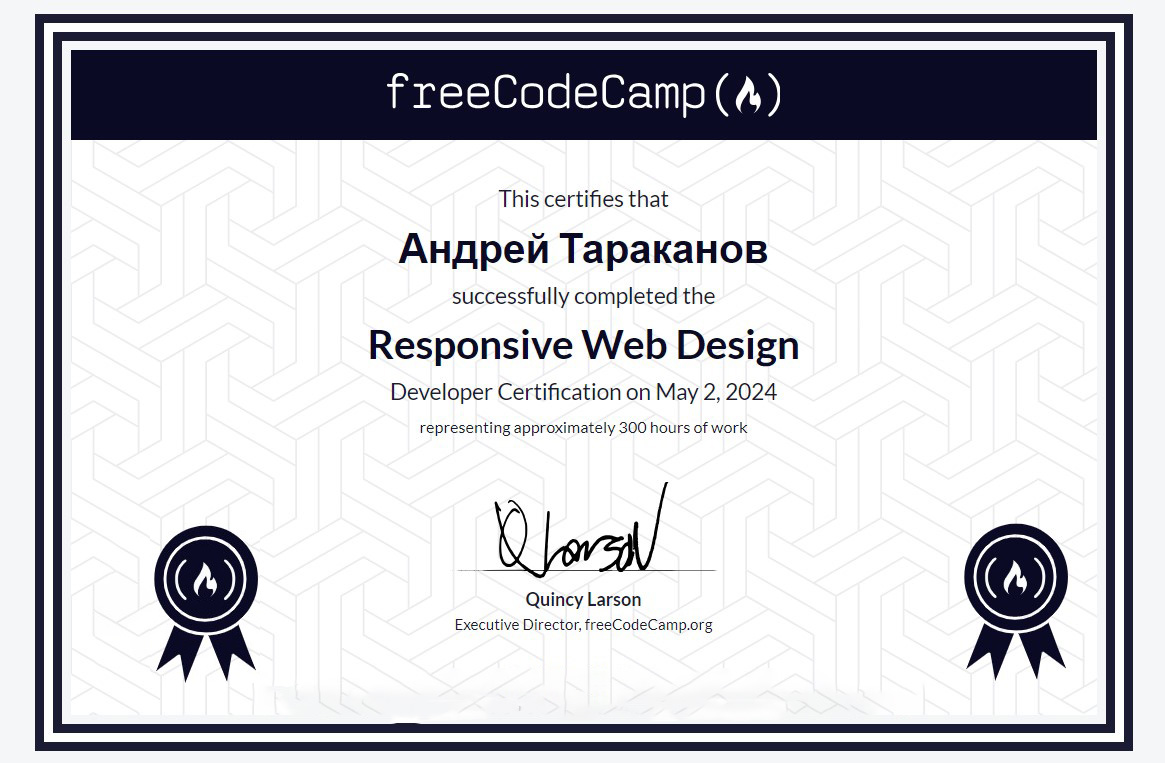 freeCodeCamp
This certifies that
Андрей Тараканов
successfully completed the
Responsive Web Design
Developer Certification on May 2, 2024
representing approximately 300 hours of work
Quincy Larson
Executive Director, freeCodeCamp.org